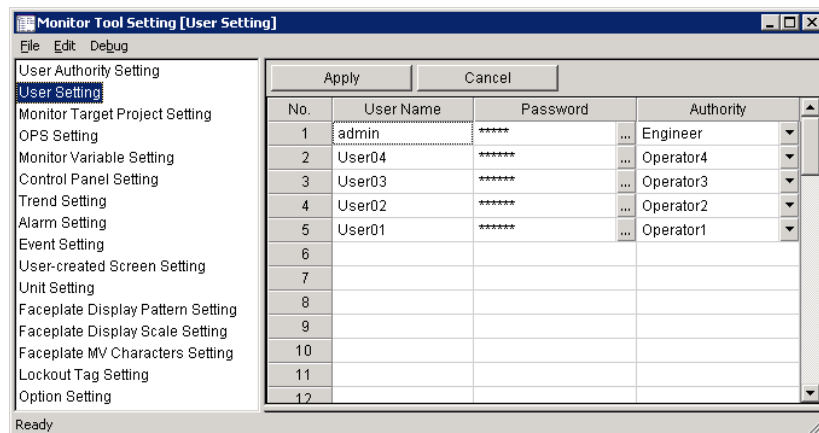 Monitor Tool Setting [User Setting]
File Edit Debug
User Authority Setting
User Setting
Monitor Target Project Setting
OPS Setting
Monitor Variable Setting
Control Panel Setting
Trend Setting
Alarm Setting
Event Setting
User-created Screen Setting
Unit Setting
Faceplate Display Pattern Setting
Faceplate Display Scale Setting
Faceplate MV Characters Setting
Lockout Tag Setting
Option Setting
Apply Cancel
No. User Name Password Authority
1 admin ***** ... Engineer
2 User04 ****** ... Operator4
3 User03 ****** ... Operator3
4 User02 ****** ... Operator2
5 User01 ****** ... Operator1
6
7
8
9
10
11
12
Ready